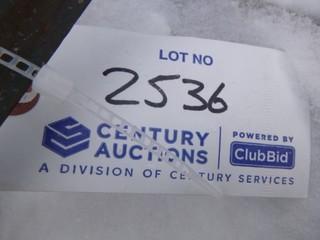 LOT NO
2536
CENTURY AUCTIONS
POWERED BY
ClubBid
A DIVISION OF CENTURY SERVICES